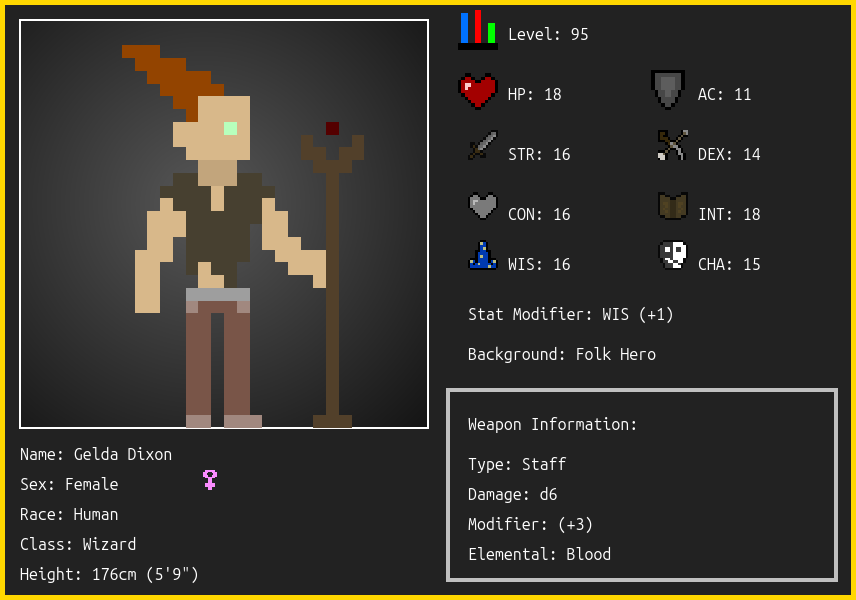 Level: 95
HP: 18
AC: 11
STR: 16
DEX: 14
CON: 16
INT: 18
WIS: 16
CHA: 15
Stat Modifier: WIS (+1)
Background: Folk Hero
Weapon Information:
Type: Staff
Damage: d6
Modifier: (+3)
Elemental: Blood
Name: Gelda Dixon
Sex: Female
Race: Human
Class: Wizard
Height: 176cm (5'9")